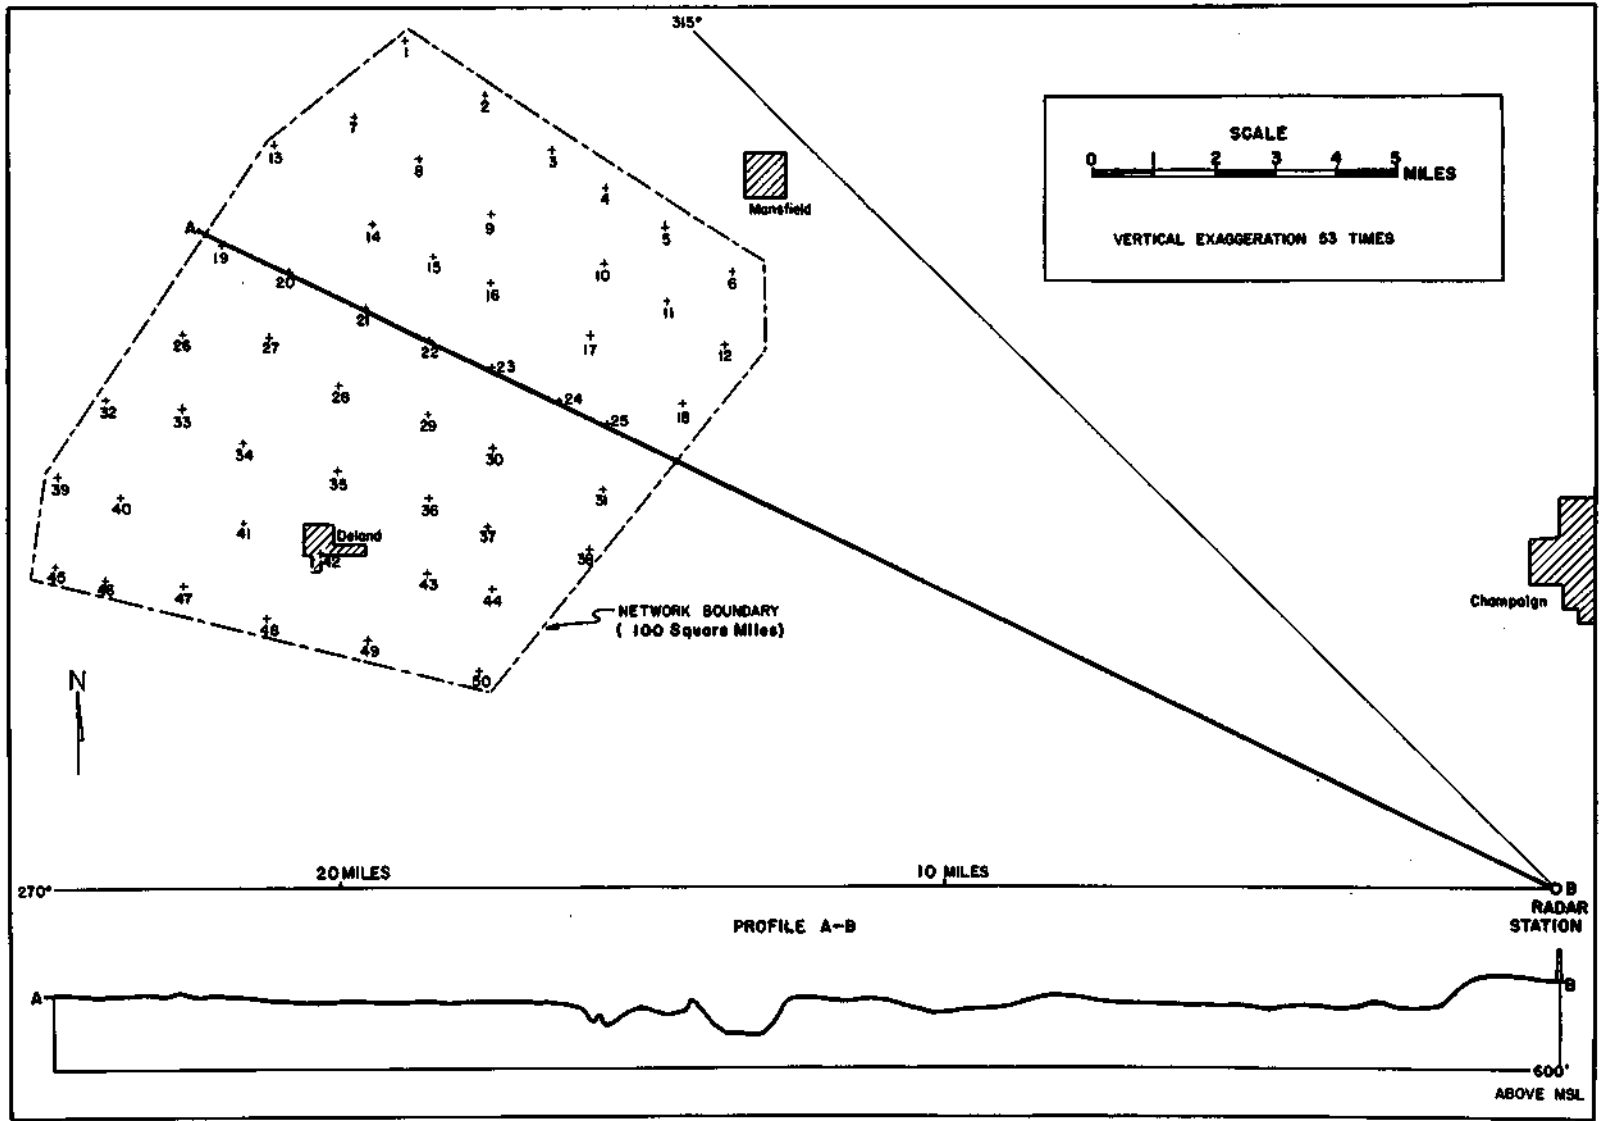 315°
1
2
7
3
13
8
4
SCALE
0 1 2 3 4 5
MILES
VERTICAL EXAGGERATION 53 TIMES
Mansfield
A
14
9
5
19
15
10
6
20
16
11
21
26
27
22
17
12
23
28
24
32
33
29
25
18
34
30
39
35
31
40
36
41
Deland
37
38
42
45
46
47
43
44
Champaign
48
NETWORK BOUNDARY
( 100 Square Miles)
49
50
N
20 MILES
10 MILES
270°
B
RADAR
STATION
PROFILE A-B
A
B
600'
ABOVE MSL